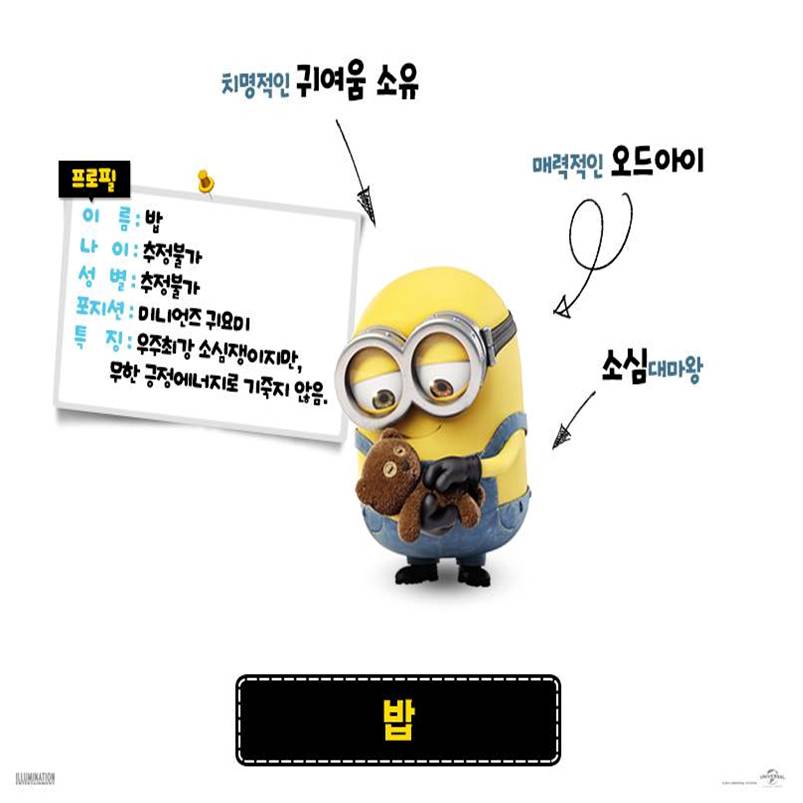 치명적인 귀여움 소유
매력적인 오드아이
프로필
이 름 : 밥
나 이 : 추정불가
성 별 : 추정불가
포지션 : 미니언즈 귀요미
특 징 : 우주최강 소심쟁이지만,
무한 긍정에너지로 기죽지 않음.
소심대마왕
밥
ILLUMINATION
ENTERTAINMENT
UNIVERSAL